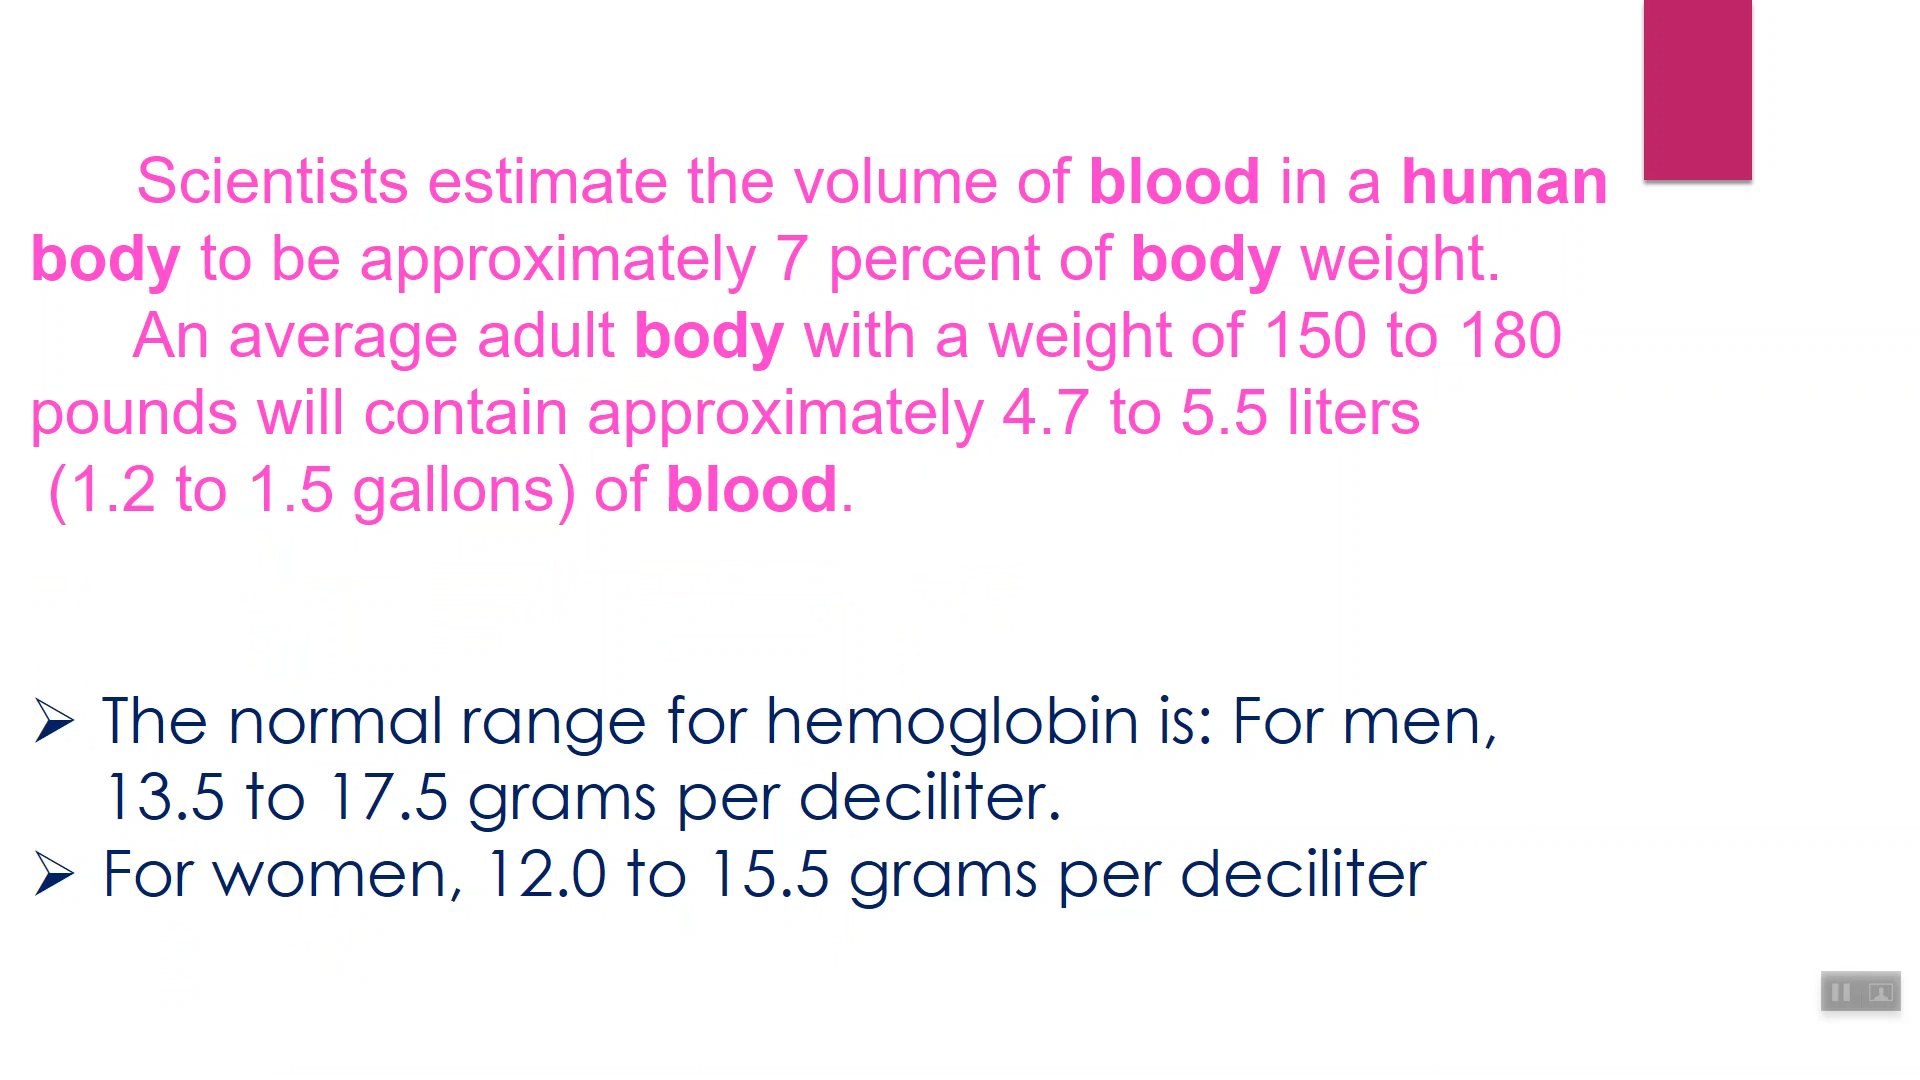 Scientists estimate the volume of blood in a human
body to be approximately 7 percent of body weight.
An average adult body with a weight of 150 to 180
pounds will contain approximately 4.7 to 5.5 liters
(1.2 to 1.5 gallons) of blood.
➢ The normal range for hemoglobin is: For men,
13.5 to 17.5 grams per deciliter.
➢ For women, 12.0 to 15.5 grams per deciliter